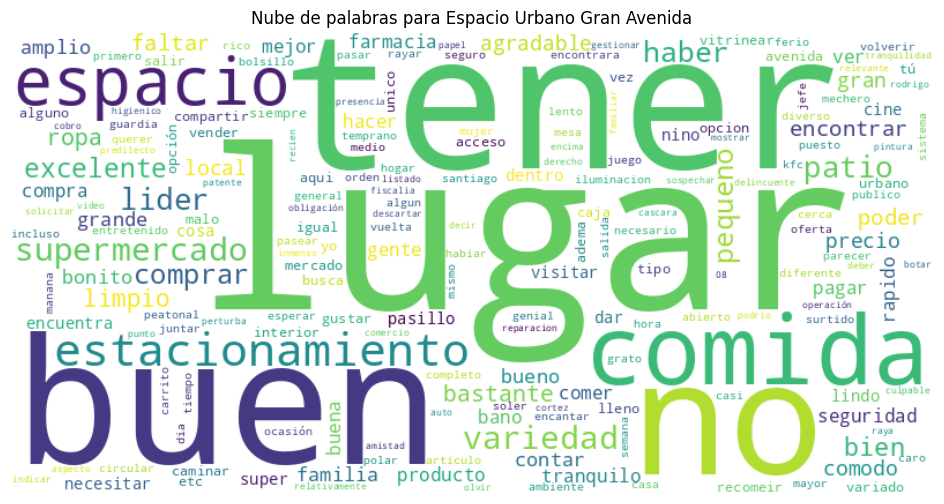 Nube de palabras para Espacio Urbano Gran Avenida
amplio faltar mejor farmacia agradable gestionar haber vitrinear ferio volverir
primero salir rico bolsillo pasar rayar seguro papel encontrara avenida ver tranquilidad
espacio tener unico vez tú gran relevante
alguno higienico compartir siempre presencia lento familiar jefe mechero rodrigo
cobro guardia vender hacer temprano mujer mesa nino opcion mostrar diverso cine
ropa querer opción recien medio acceso encima encontrar puesto pintura sistema
predilecto local hogar orden listado juego derecho kfc
excelente patente aqui fiscalia santiago dentro iluminacion sospechar delincuente patio urbano
compra lider general algun obligación descartar caja cascara pequeno 08 oferta cerca publico
solicitar video grande malo igual vuelta decir adema salida necesario parecer poder
incluso entretenido cosa pasear yo gente habiar lugar deber precio
supermercado inmenso mercado mismo tipo diferente botar
bonito comprar busca visitar pagar rapido
manana limpio peatonal esperar gustar genial dar hora abierto operación surtido
encuentra juntar interior pasillo reparacion podrio
punto perturba comercio grato
estacionamiento comida
carrito tiempo completo bueno comer casi lindo culpable
buen dia bastante soler cortez encantar lleno no seguridad
ocasión buena auto bano semana raya
amistad variedad bien caro
aspecto circular caminar polar contar tranquilo comodo
indicar necesitar etc super familia producto articulo casa recomeir mayor variado
relativamente olvir ambiente